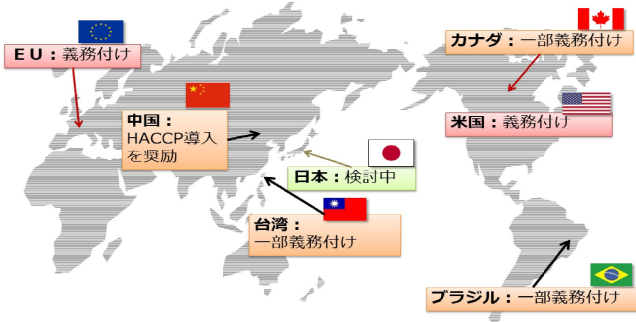 EU:義務付け
カナダ:一部義務付け
中国:
HACCP導入
を奨励
米国:義務付け
日本:検討中
台湾:
一部義務付け
ブラジル:一部義務付け